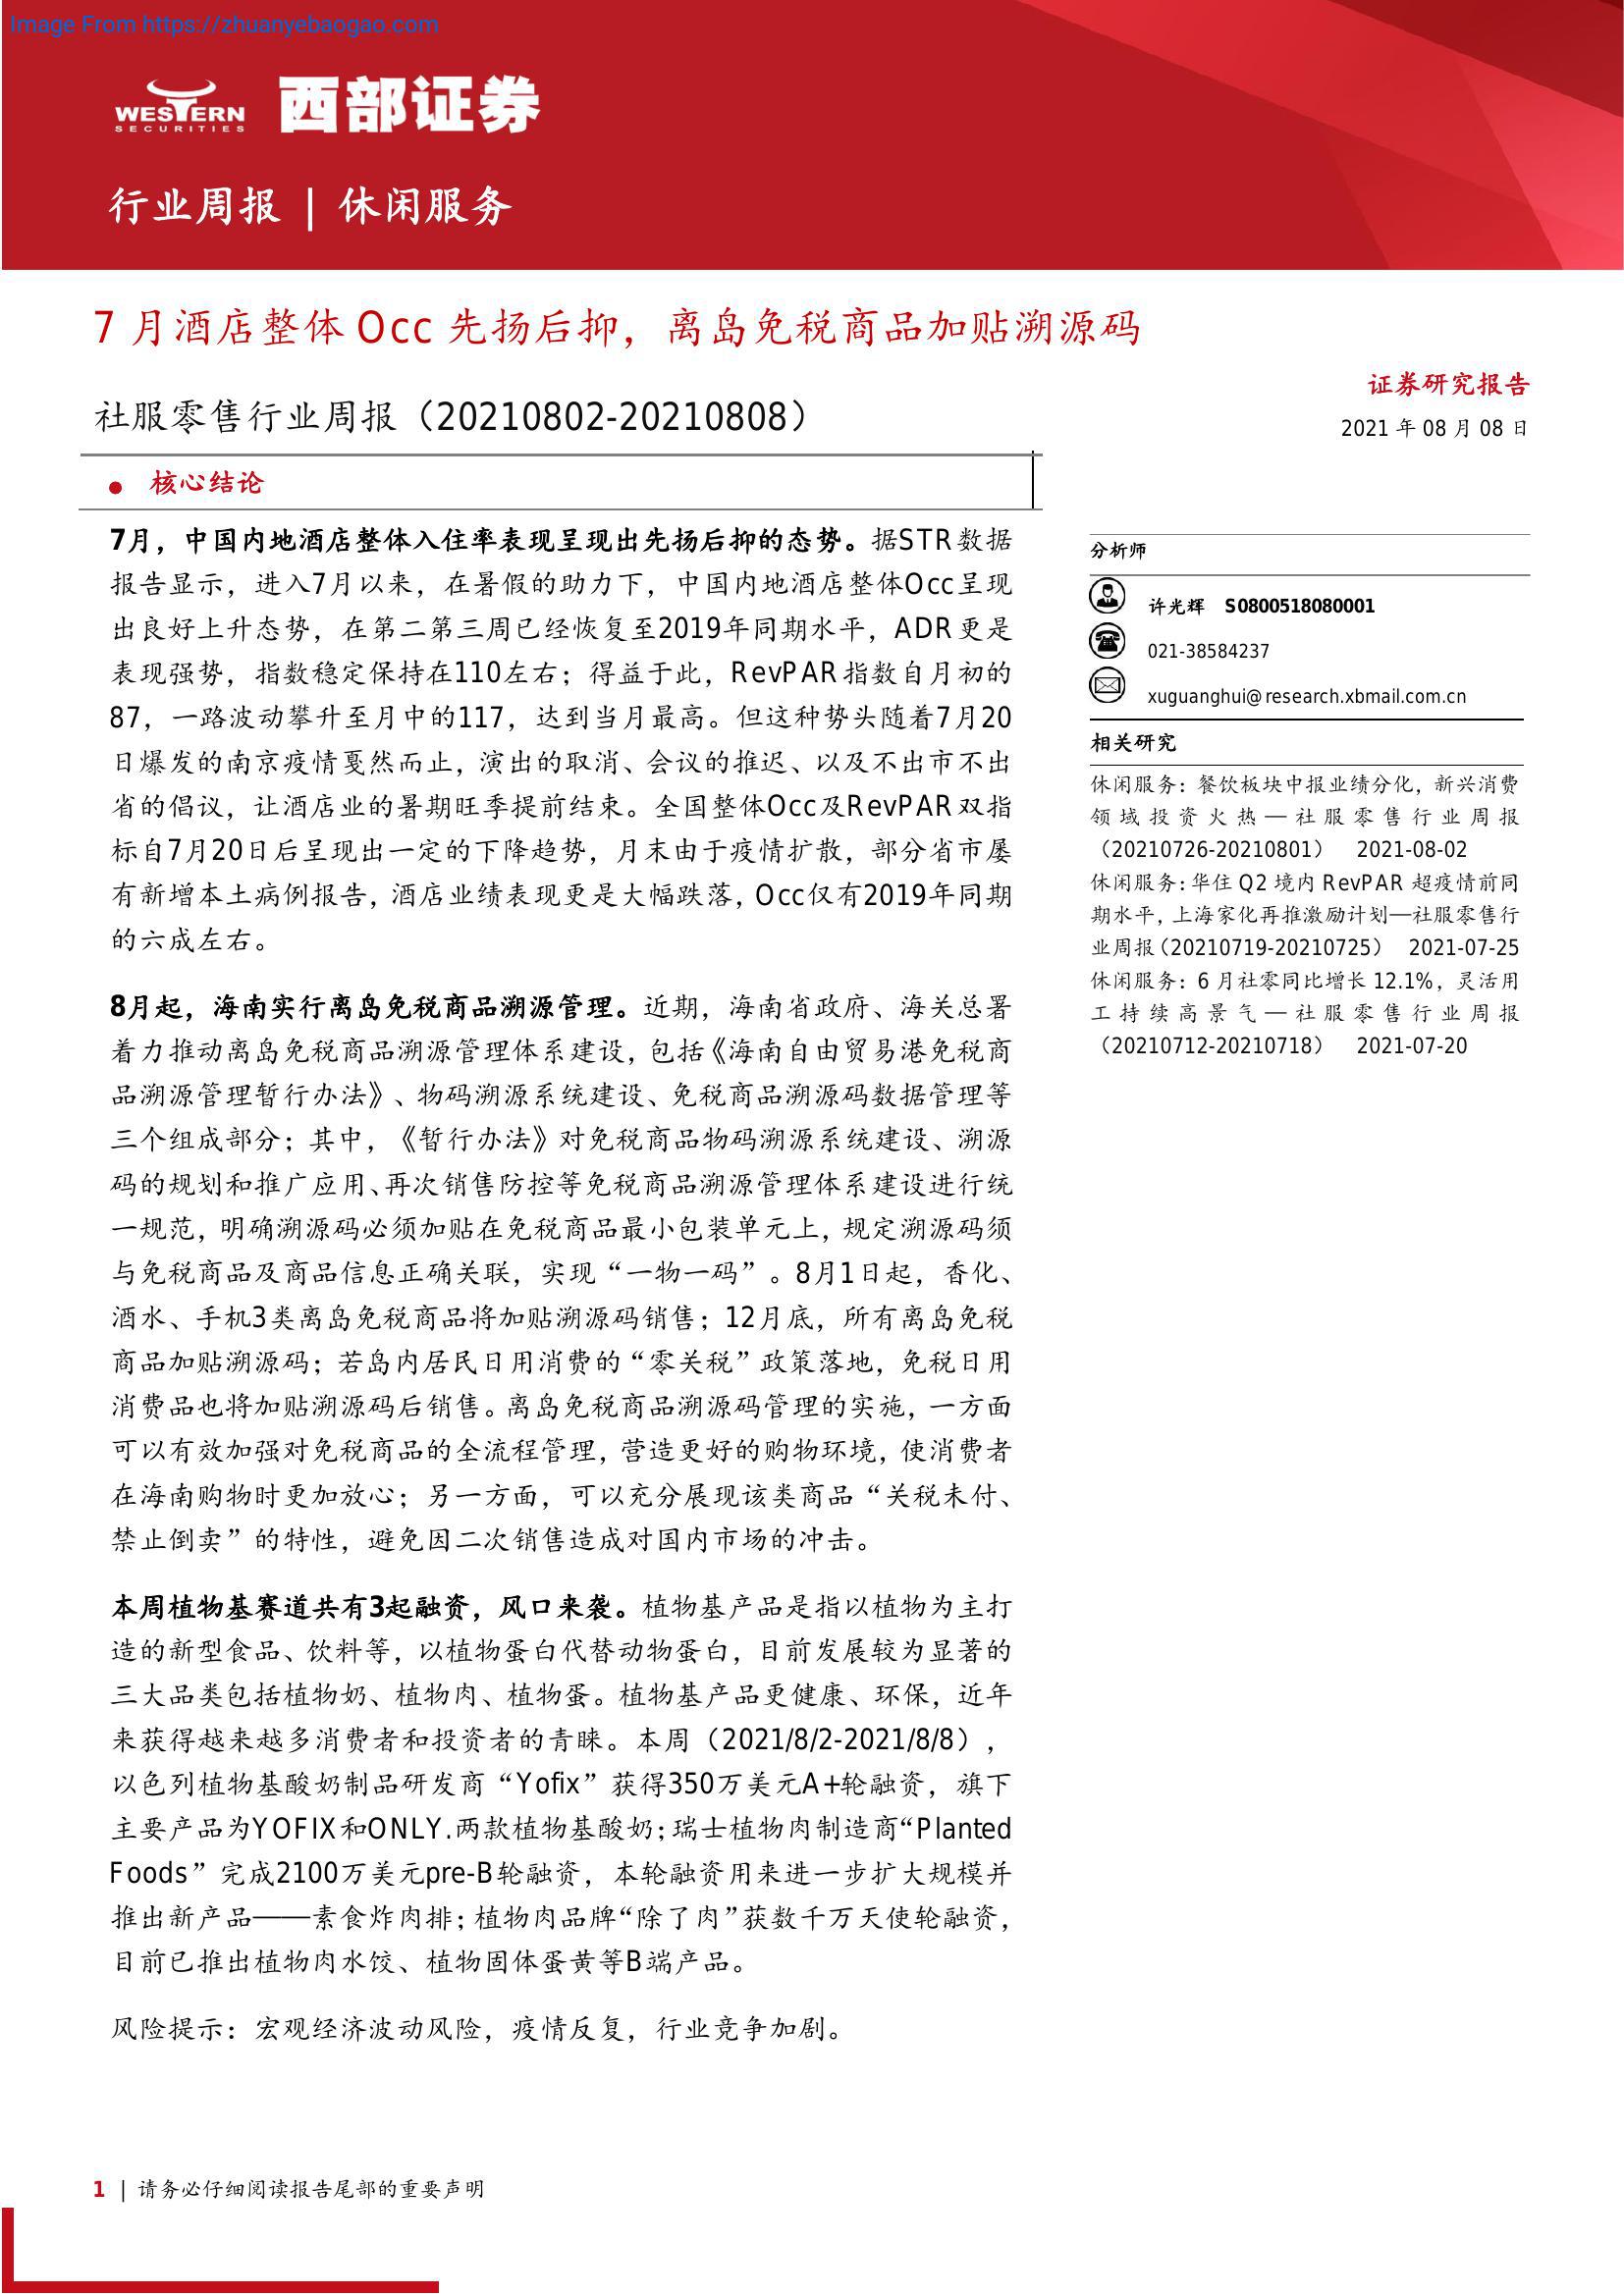 Image From https://zhuanyebaogao.com
WESTERN
SECURITIES
西部证券
行业周报 | 休闲服务
7 月酒店整体 Occ 先扬后抑，离岛免税商品加贴溯源码
社服零售行业周报（20210802-20210808）
证券研究报告
2021 年 08 月 08 日
● 核心结论
7月，中国内地酒店整体入住率表现呈现出先扬后抑的态势。据STR数据
报告显示，进入7月以来，在暑假的助力下，中国内地酒店整体Occ呈现
出良好上升态势，在第二第三周已经恢复至2019年同期水平，ADR更是
表现强势，指数稳定保持在110左右；得益于此，RevPAR指数自月初的
87，一路波动攀升至月中的117，达到当月最高。但这种势头随着7月20
日爆发的南京疫情戛然而止，演出的取消、会议的推迟、以及不出市不出
省的倡议，让酒店业的暑期旺季提前结束。全国整体Occ及RevPAR双指
标自7月20日后呈现出一定的下降趋势，月末由于疫情扩散，部分省市屡
有新增本土病例报告，酒店业绩表现更是大幅跌落，Occ仅有2019年同期
的六成左右。
8月起，海南实行离岛免税商品溯源管理。近期，海南省政府、海关总署
着力推动离岛免税商品溯源管理体系建设，包括《海南自由贸易港免税商
品溯源管理暂行办法》、物码溯源系统建设、免税商品溯源码数据管理等
三个组成部分；其中，《暂行办法》对免税商品物码溯源系统建设、溯源
码的规划和推广应用、再次销售防控等免税商品溯源管理体系建设进行统
一规范，明确溯源码必须加贴在免税商品最小包装单元上，规定溯源码须
与免税商品及商品信息正确关联，实现“一物一码”。8月1日起，香化、
酒水、手机3类离岛免税商品将加贴溯源码销售；12月底，所有离岛免税
商品加贴溯源码；若岛内居民日用消费的“零关税”政策落地，免税日用
消费品也将加贴溯源码后销售。离岛免税商品溯源码管理的实施，一方面
可以有效加强对免税商品的全流程管理，营造更好的购物环境，使消费者
在海南购物时更加放心；另一方面，可以充分展现该类商品“关税未付、
禁止倒卖”的特性，避免因二次销售造成对国内市场的冲击。
本周植物基赛道共有3起融资，风口来袭。植物基产品是指以植物为主打
造的新型食品、饮料等，以植物蛋白代替动物蛋白，目前发展较为显著的
三大品类包括植物奶、植物肉、植物蛋。植物基产品更健康、环保，近年
来获得越来越多消费者和投资者的青睐。本周（2021/8/2-2021/8/8），
以色列植物基酸奶制品研发商“Yofix”获得350万美元A+轮融资，旗下
主要产品为YOFIX和ONLY.两款植物基酸奶；瑞士植物肉制造商“Planted
Foods”完成2100万美元pre-B轮融资，本轮融资用来进一步扩大规模并
推出新产品——素食炸肉排；植物肉品牌“除了肉”获数千万天使轮融资，
目前已推出植物肉水饺、植物固体蛋黄等B端产品。
风险提示：宏观经济波动风险，疫情反复，行业竞争加剧。
分析师
许光辉 S0800518080001
021-38584237
xuguanghui@research.xbmail.com.cn
相关研究
休闲服务：餐饮板块中报业绩分化，新兴消费
领域投资火热—社服零售行业周报
（20210726-20210801） 2021-08-02
休闲服务：华住 Q2 境内 RevPAR 超疫情前同
期水平，上海家化再推激励计划—社服零售行
业周报（20210719-20210725） 2021-07-25
休闲服务：6 月社零同比增长 12.1%，灵活用
工持续高景气—社服零售行业周报
（20210712-20210718） 2021-07-20
1 | 请务必仔细阅读报告尾部的重要声明